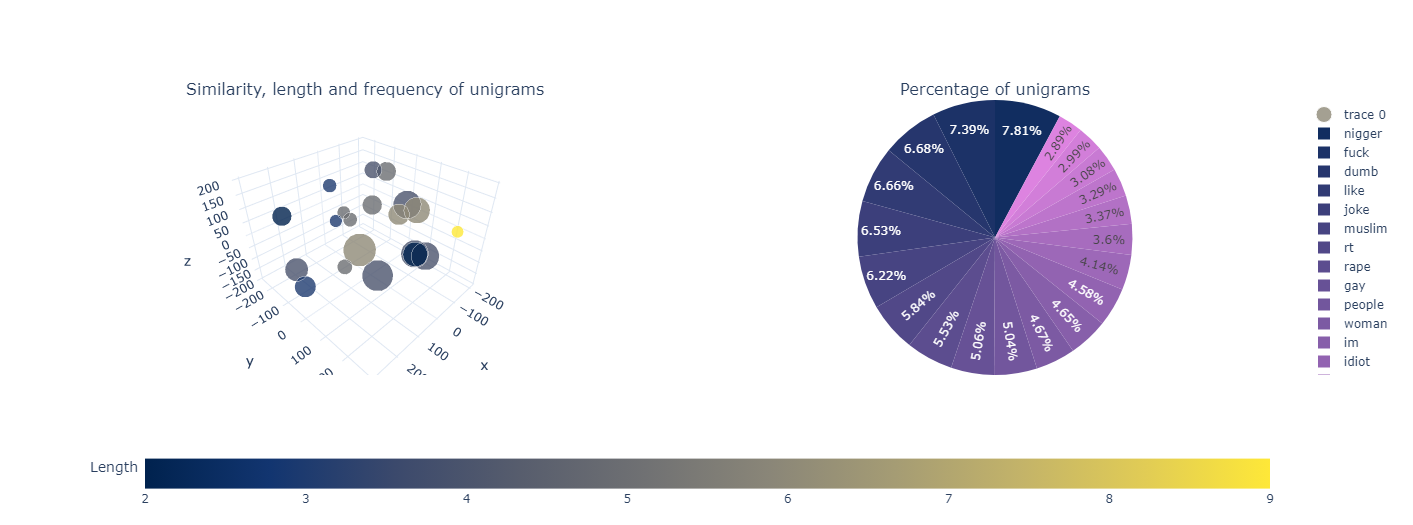 Similarity, length and frequency of unigrams
Percentage of unigrams
200
150
100
50
0
−50
−100
−150
−200
z
−200
−100
0
100
y
−200
−100
0
100
x
7.81%
7.39%
6.68%
6.66%
6.53%
6.22%
5.84%
5.53%
5.06%
5.04%
4.67%
4.65%
4.58%
4.14%
3.6%
3.37%
3.29%
3.08%
2.99%
2.89%
trace 0
nigger
fuck
dumb
like
joke
muslim
rt
rape
gay
people
woman
im
idiot
Length
2 3 4 5 6 7 8 9